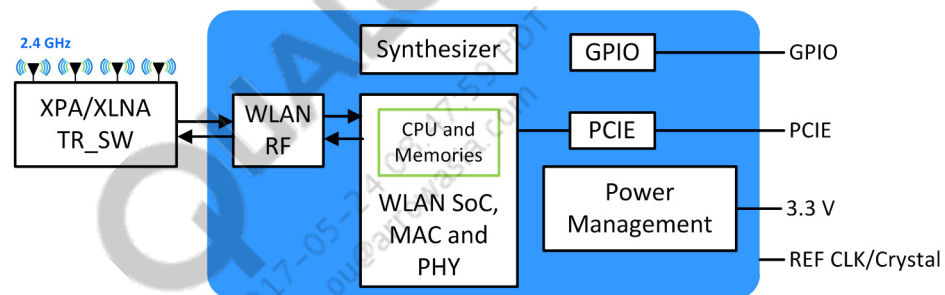 2.4 GHz
XPA/XLNA
TR_SW
WLAN
RF
Synthesizer
CPU and
Memories
WLAN SoC,
MAC and
PHY
GPIO
GPIO
PCIE
PCIE
Power
Management
3.3 V
REF CLK/Crystal